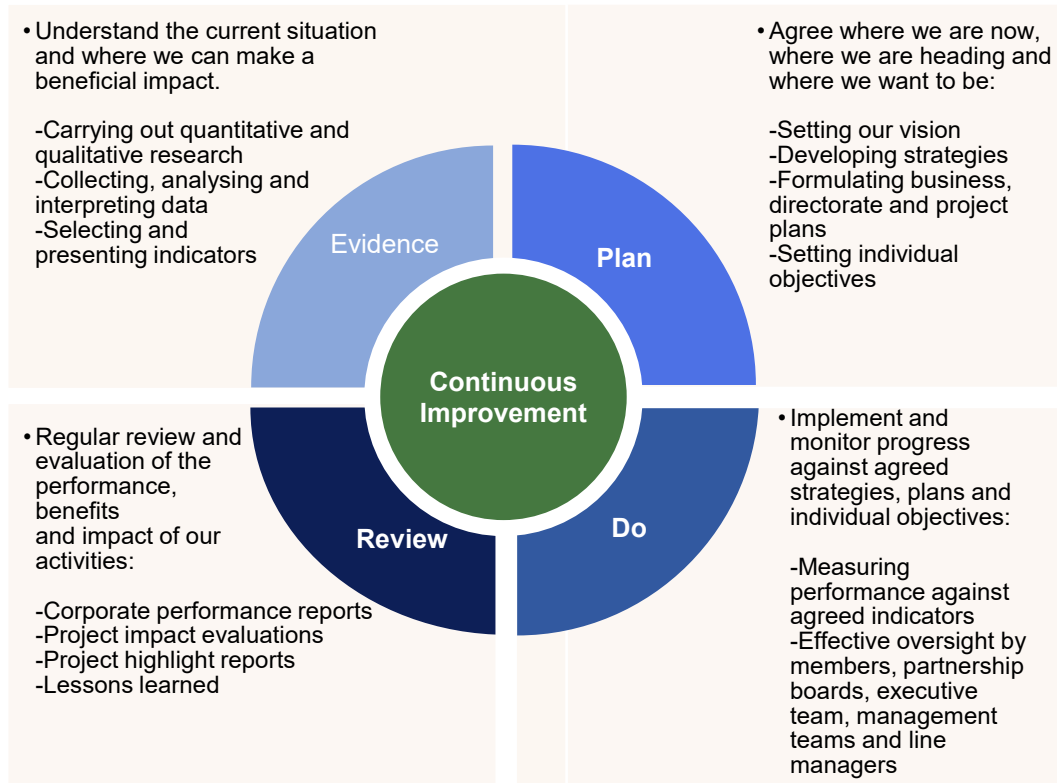 • Understand the current situation
and where we can make a
beneficial impact.
-Carrying out quantitative and
qualitative research
-Collecting, analysing and
interpreting data
-Selecting and
presenting indicators
Evidence
• Agree where we are now,
where we are heading and
where we want to be:
-Setting our vision
-Developing strategies
-Formulating business,
directorate and project
plans
-Setting individual
objectives
Plan
Continuous
Improvement
• Regular review and
evaluation of the
performance,
benefits
and impact of our
activities:
-Corporate performance reports
-Project impact evaluations
-Project highlight reports
-Lessons learned
Review
Do
• Implement and
monitor progress
against agreed
strategies, plans and
individual objectives:
-Measuring
performance against
agreed indicators
-Effective oversight by
members, partnership
boards, executive
team, management
teams and line
managers